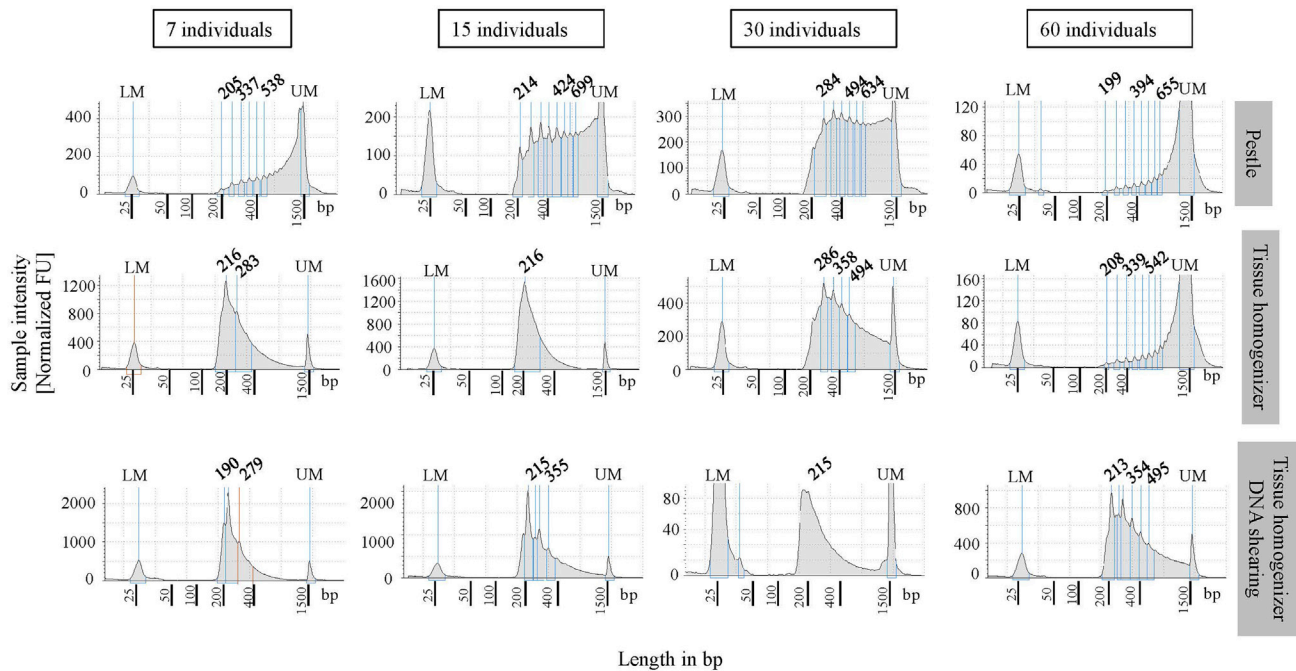 7 individuals 15 individuals 30 individuals 60 individuals
Pestle
LM 205 337 538 UM
400
200
0
25 50 100 200 400 1500 bp
LM 214 424 699 UM
200
100
0
25 50 100 200 400 1500 bp
LM 284 494 634 UM
300
200
100
0
25 50 100 200 400 1500 bp
LM 199 394 655 UM
120
80
40
20
0
25 50 100 200 400 1500 bp
Sample intensity
[Normalized FU]
Tissue homogenizer
LM 216 283 UM
1200
800
400
0
25 50 100 200 400 1500 bp
LM 216 UM
1600
1200
800
400
0
25 50 100 200 400 1500 bp
LM 286 358 494 UM
400
200
0
25 50 100 200 400 1500 bp
LM 208 339 542 UM
160
120
80
40
0
25 50 100 200 400 1500 bp
Tissue homogenizer
DNA shearing
LM 190 279 UM
2000
1000
0
25 50 100 200 400 1500 bp
LM 215 355 UM
2000
1000
0
25 50 100 200 400 1500 bp
LM 215 UM
80
40
0
25 50 100 200 400 1500 bp
LM 213 354 495 UM
800
400
0
25 50 100 200 400 1500 bp
Length in bp